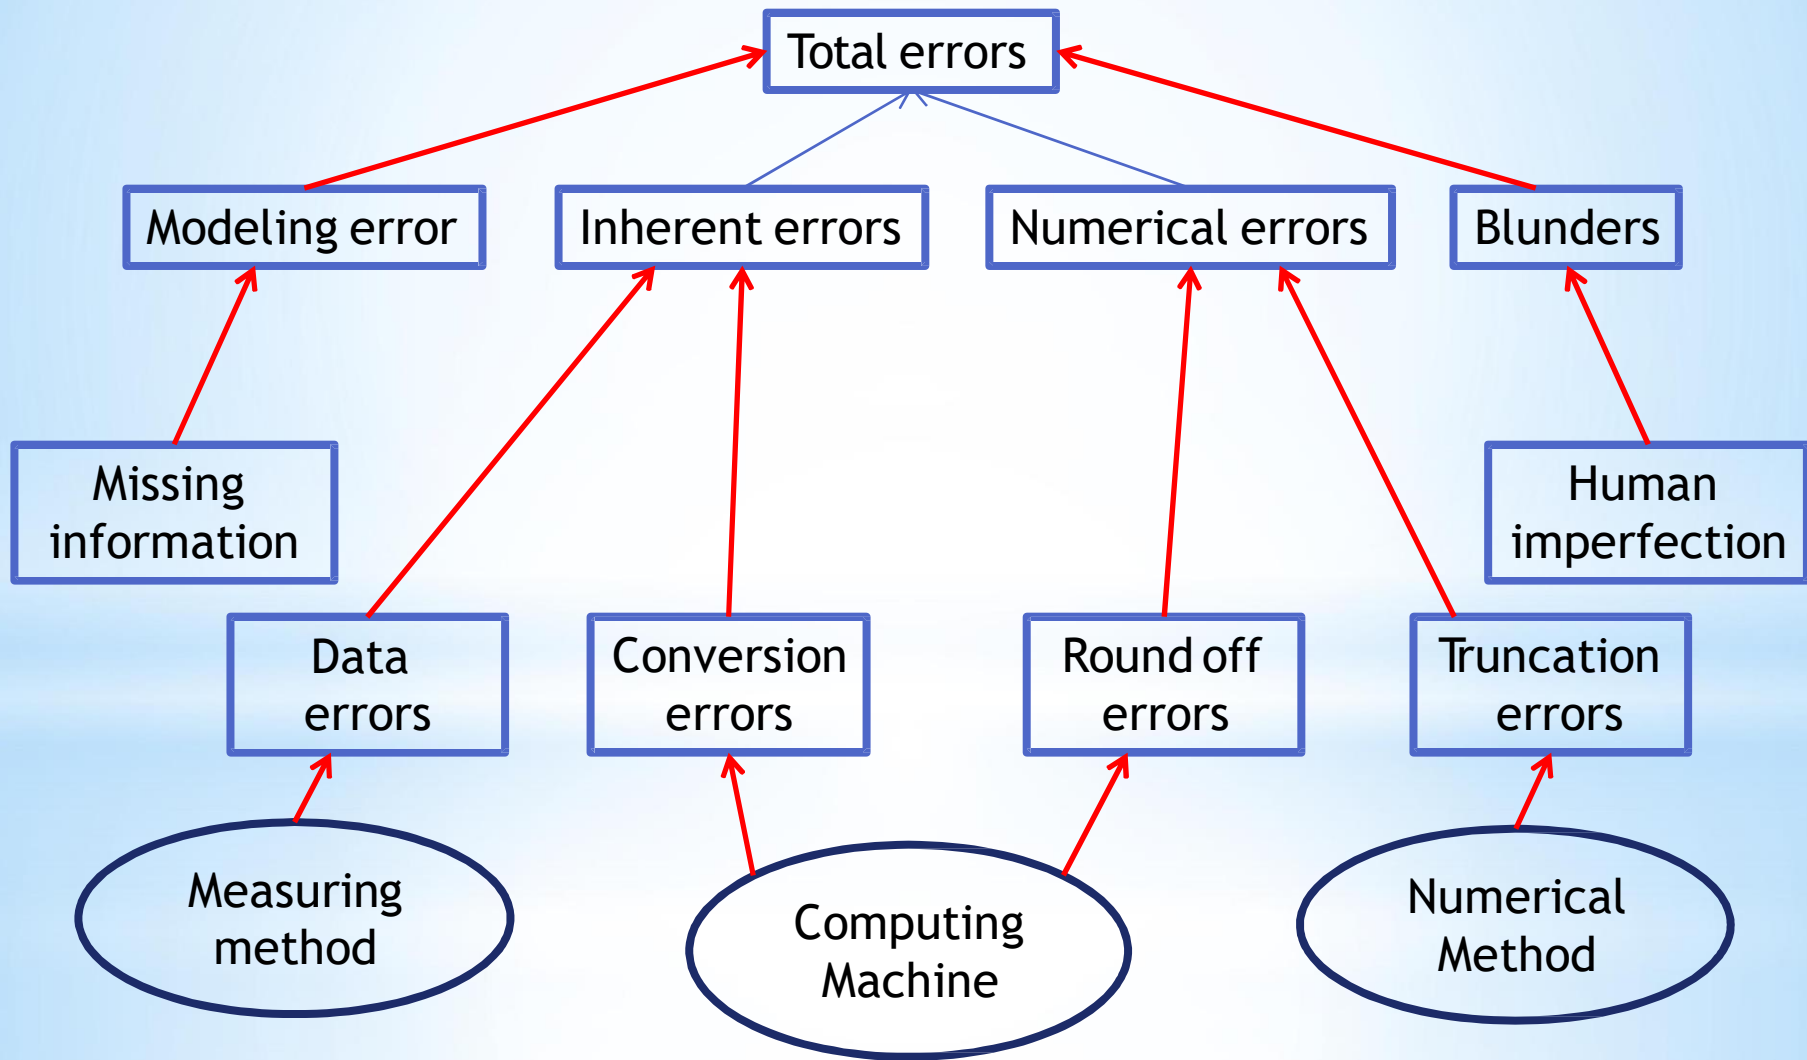 Total errors
Modeling error
Inherent errors
Numerical errors
Blunders
Missing
information
Human
imperfection
Data
errors
Conversion
errors
Round off
errors
Truncation
errors
Measuring
method
Computing
Machine
Numerical
Method